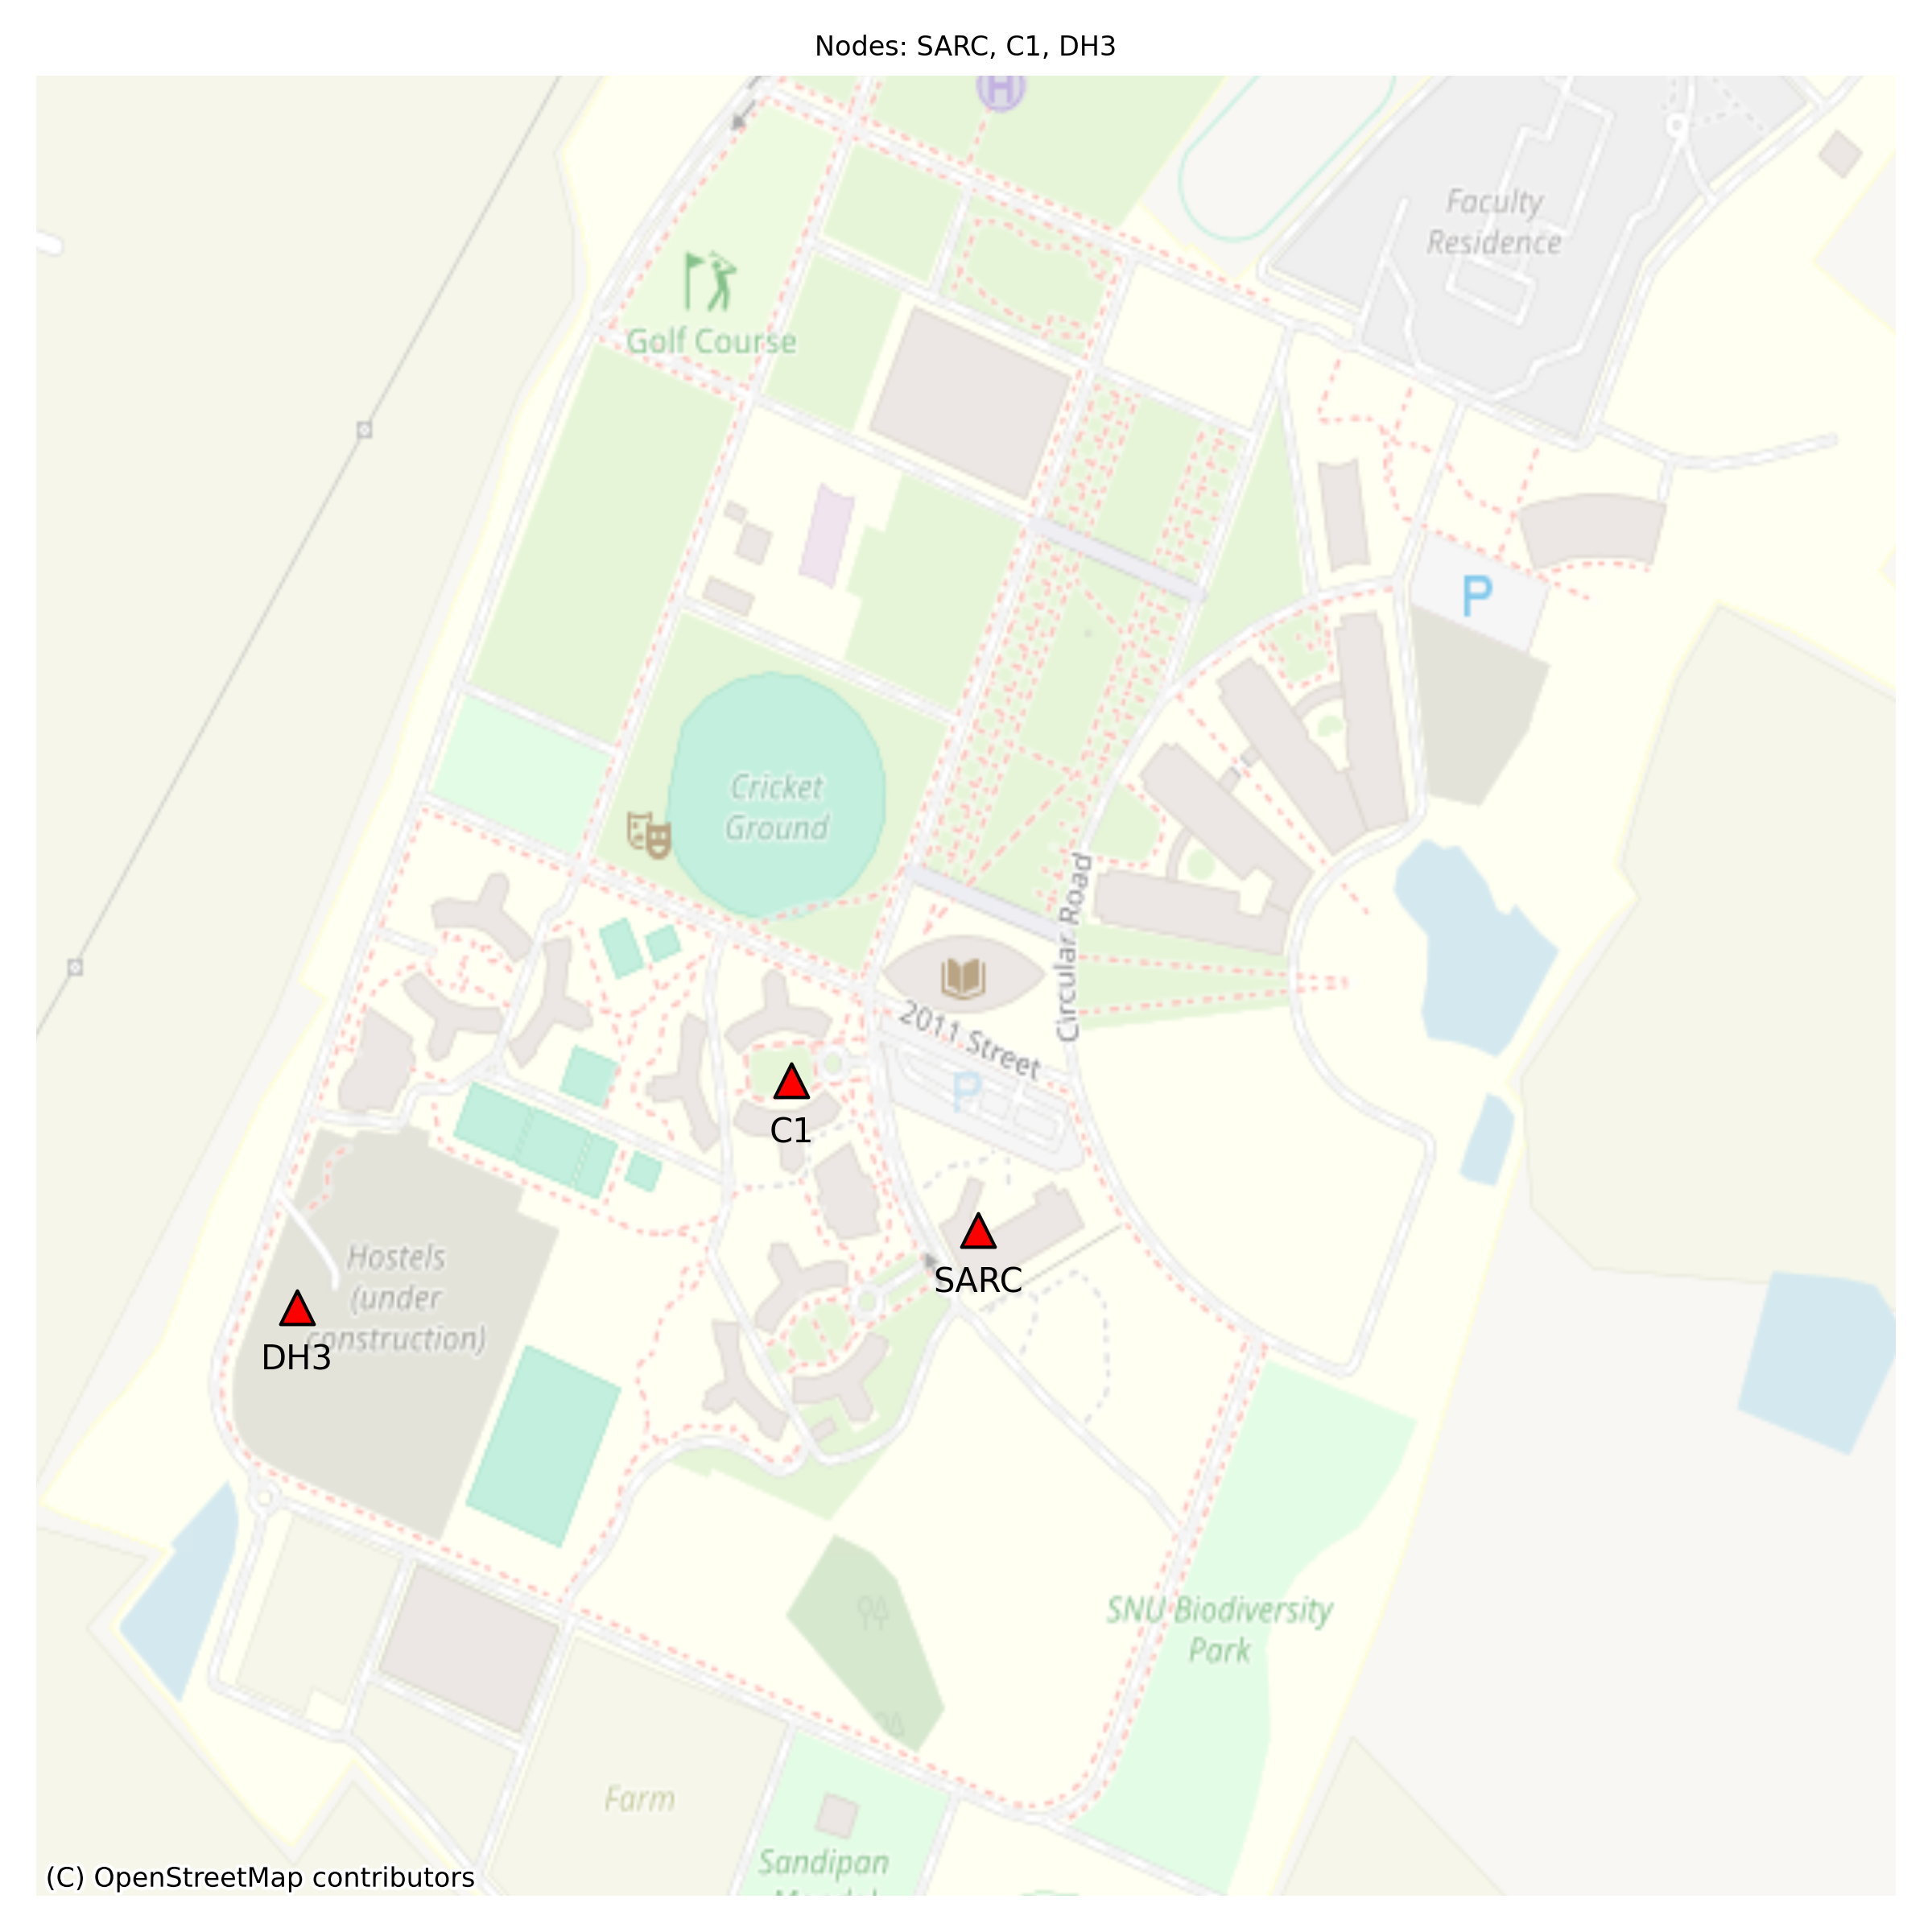 Nodes: SARC, C1, DH3
H
Faculty
Residence
Golf Course
P
Cricket
Ground
Circular Road
2011 Street
P
C1
SARC
Hostels
(under
construction)
DH3
SNU Biodiversity
Park
Farm
Sandipan
(C) OpenStreetMap contributors